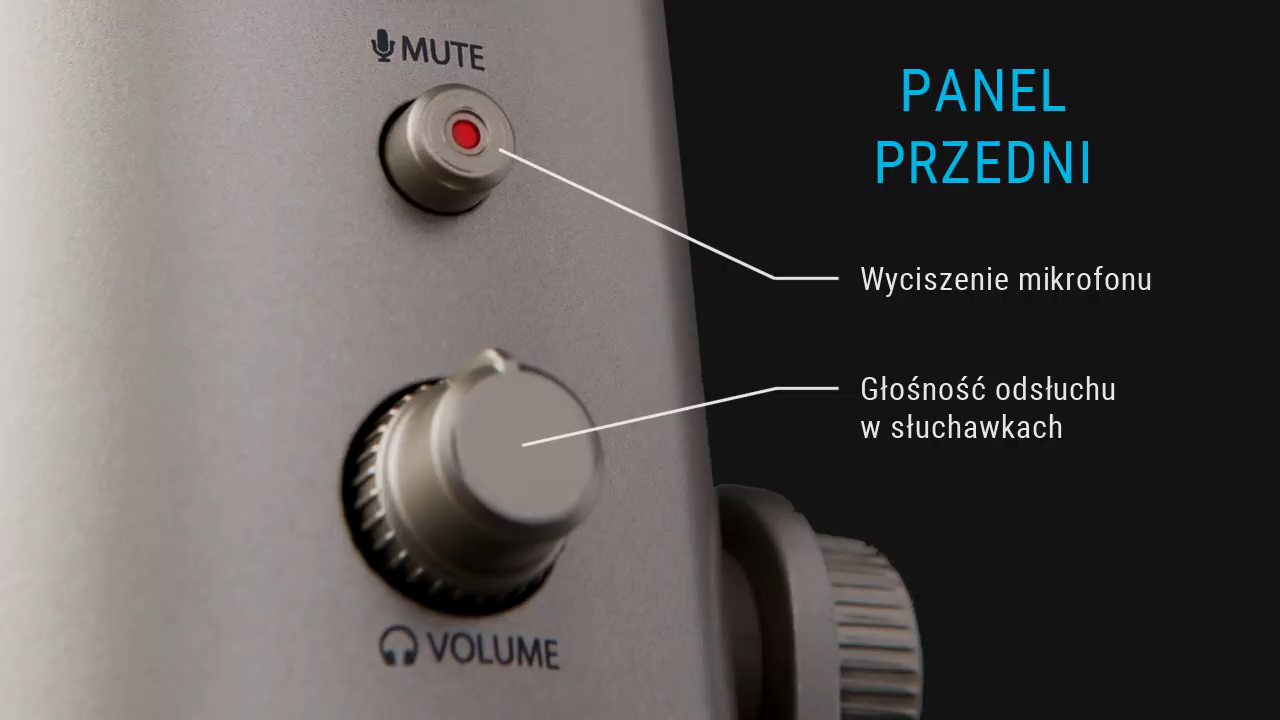 MUTE
PANEL
PRZEDNI
Wyciszenie mikrofonu
Głośność odsłuchu
w słuchawkach
VOLUME